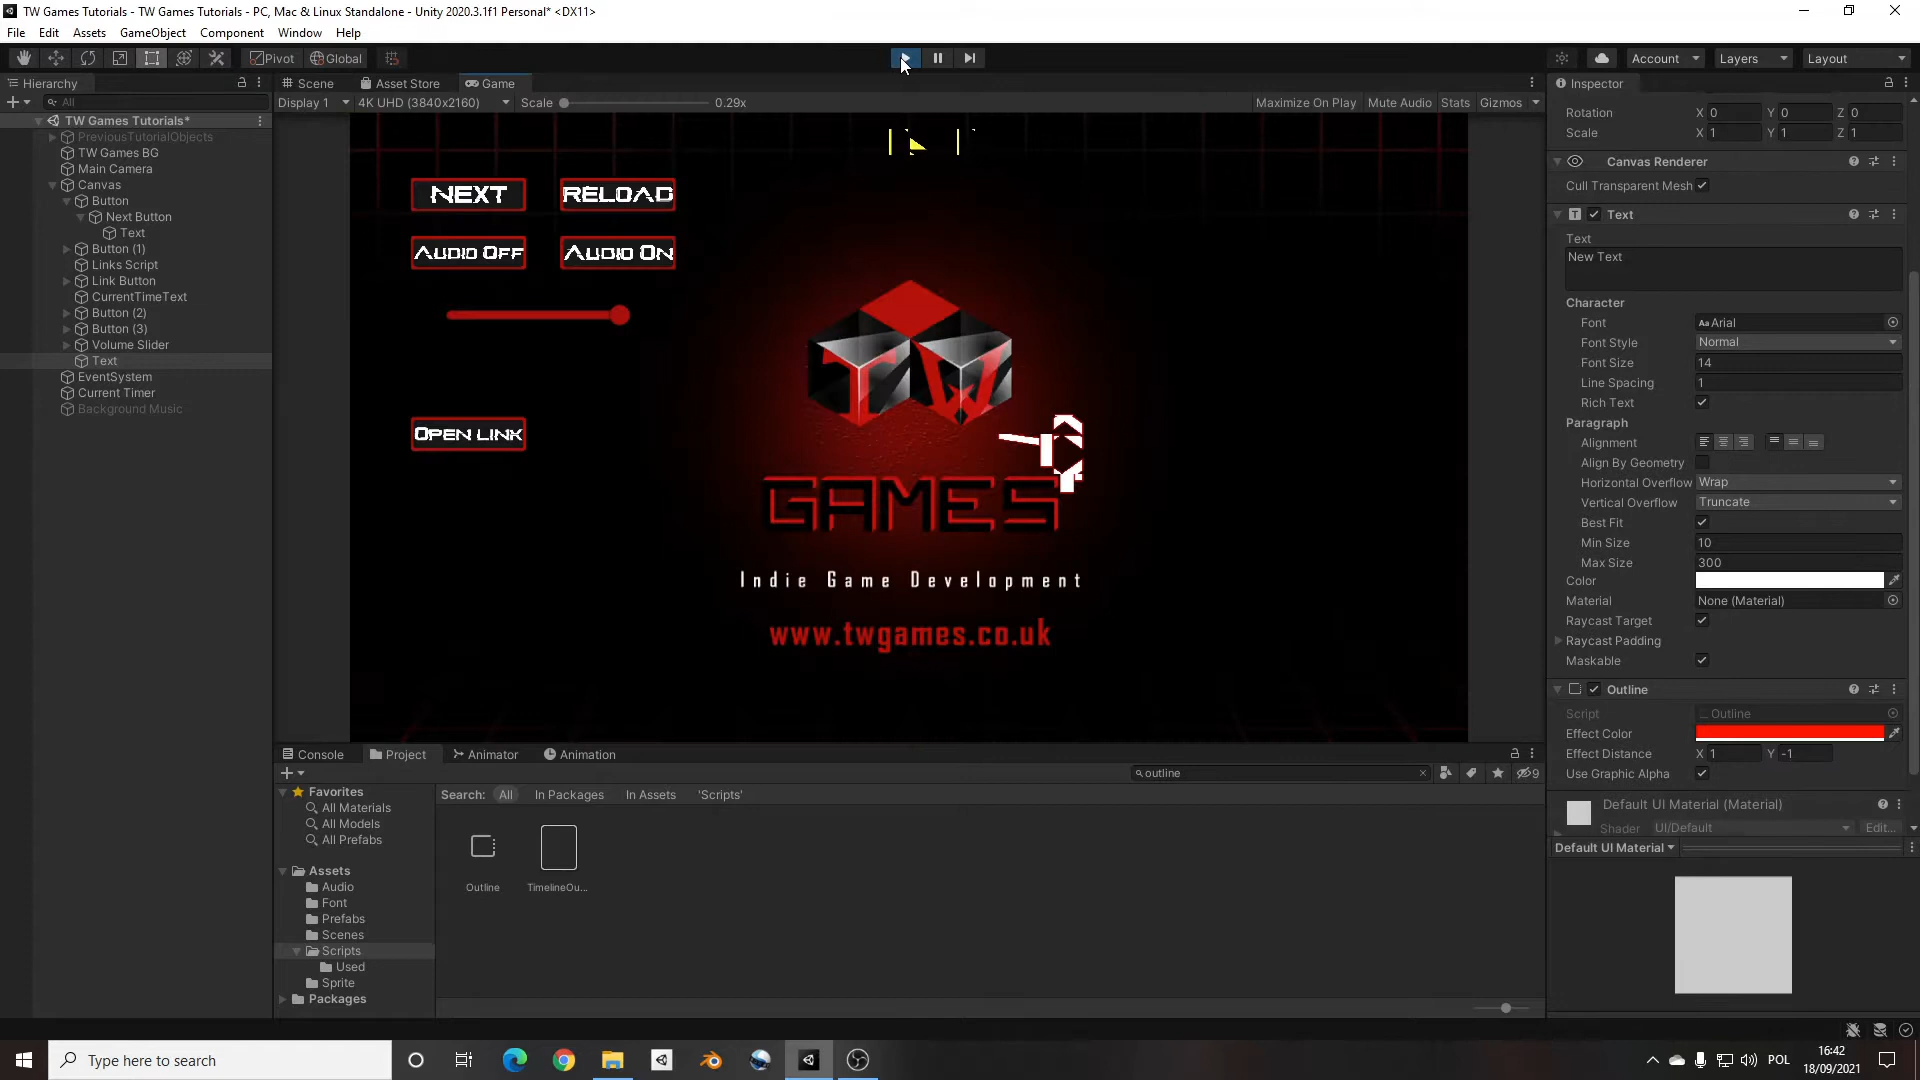 TW Games Tutorials - TW Games Tutorials - PC, Mac & Linux Standalone - Unity 2020.3.1f1 Personal* <DX11>
File Edit Assets GameObject Component Window Help
Pivot Global Account Layers Layout
Hierarchy
All
TW Games Tutorials*
PreviousTutorialObjects
TW Games BG
Main Camera
Canvas
Button
Next Button
Text
Button (1)
Links Script
Link Button
CurrentTimeText
Button (2)
Button (3)
Volume Slider
Text
EventSystem
Current Timer
Background Music
Scene Asset Store Game
Display 1 4K UHD (3840x2160) Scale 0.29x Maximize On Play Mute Audio Stats Gizmos
NEXT RELOAD
AUDIO OFF AUDIO ON
OPEN LINK
TW
GAMES
Indie Game Development
www.twgames.co.uk
Console Project Animator Animation
outline 9
Favorites
All Materials
All Models
All Prefabs
Assets
Audio
Font
Prefabs
Scenes
Scripts
Used
Sprite
Packages
Search: All In Packages In Assets 'Scripts'
Outline TimelineOu...
Inspector
Rotation X 0 Y 0 Z 0
Scale X 1 Y 1 Z 1
Canvas Renderer
Cull Transparent Mesh
Text
Text
New Text
Character
Font Aa Arial
Font Style Normal
Font Size 14
Line Spacing 1
Rich Text
Paragraph
Alignment
Align By Geometry
Horizontal Overflow Wrap
Vertical Overflow Truncate
Best Fit
Min Size 10
Max Size 300
Color
Material None (Material)
Raycast Target
Raycast Padding
Maskable
Outline
Script Outline
Effect Color
Effect Distance X 1 Y -1
Use Graphic Alpha
Default UI Material (Material)
Shader UI/Default Edit...
Default UI Material
Type here to search
POL
16:42
18/09/2021